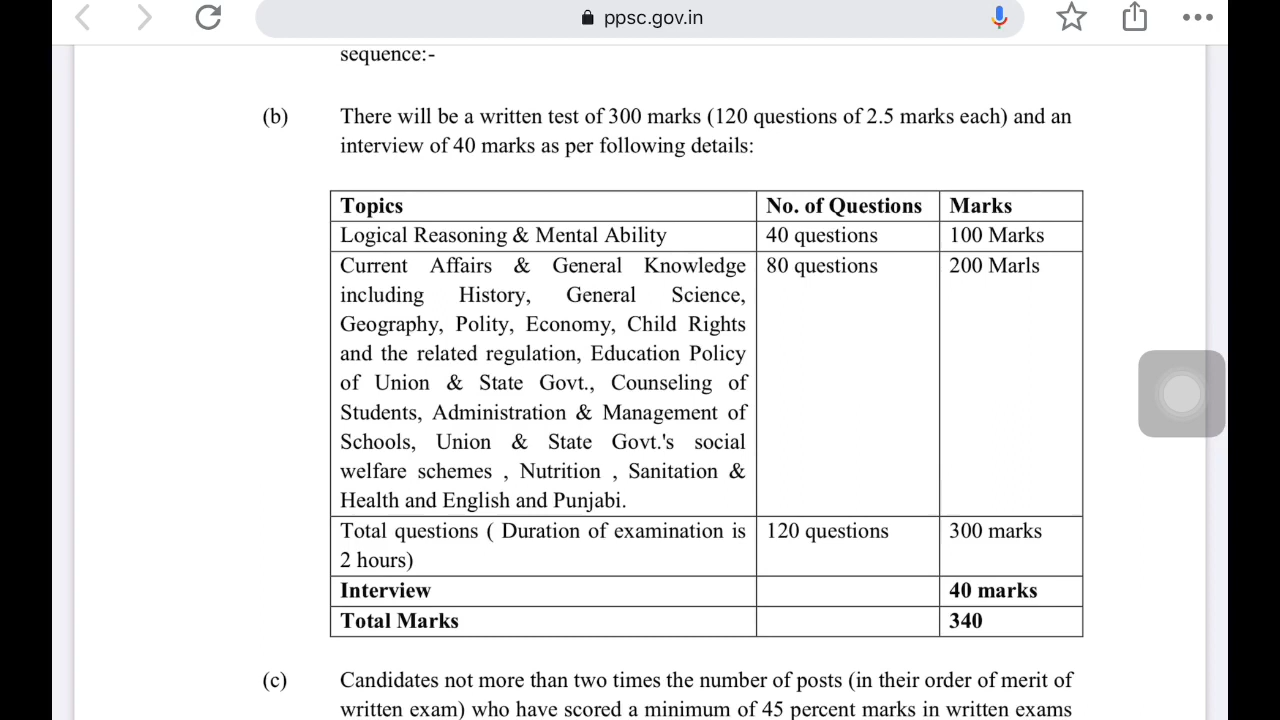 ppsc.gov.in
sequence:-
(b) There will be a written test of 300 marks (120 questions of 2.5 marks each) and an
interview of 40 marks as per following details:
Topics No. of Questions Marks
Logical Reasoning & Mental Ability 40 questions 100 Marks
Current Affairs & General Knowledge 80 questions 200 Marls
including History, General Science,
Geography, Polity, Economy, Child Rights
and the related regulation, Education Policy
of Union & State Govt., Counseling of
Students, Administration & Management of
Schools, Union & State Govt.'s social
welfare schemes , Nutrition , Sanitation &
Health and English and Punjabi.
Total questions ( Duration of examination is 120 questions 300 marks
2 hours)
Interview 40 marks
Total Marks 340
(c) Candidates not more than two times the number of posts (in their order of merit of
written exam) who have scored a minimum of 45 percent marks in written exams